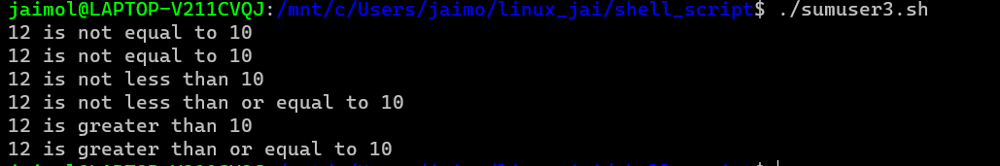 jaimol@LAPTOP-V211CVQJ:/mnt/c/Users/jaimo/linux_jai/shell_script$ ./sumuser3.sh
12 is not equal to 10
12 is not equal to 10
12 is not less than 10
12 is not less than or equal to 10
12 is greater than 10
12 is greater than or equal to 10